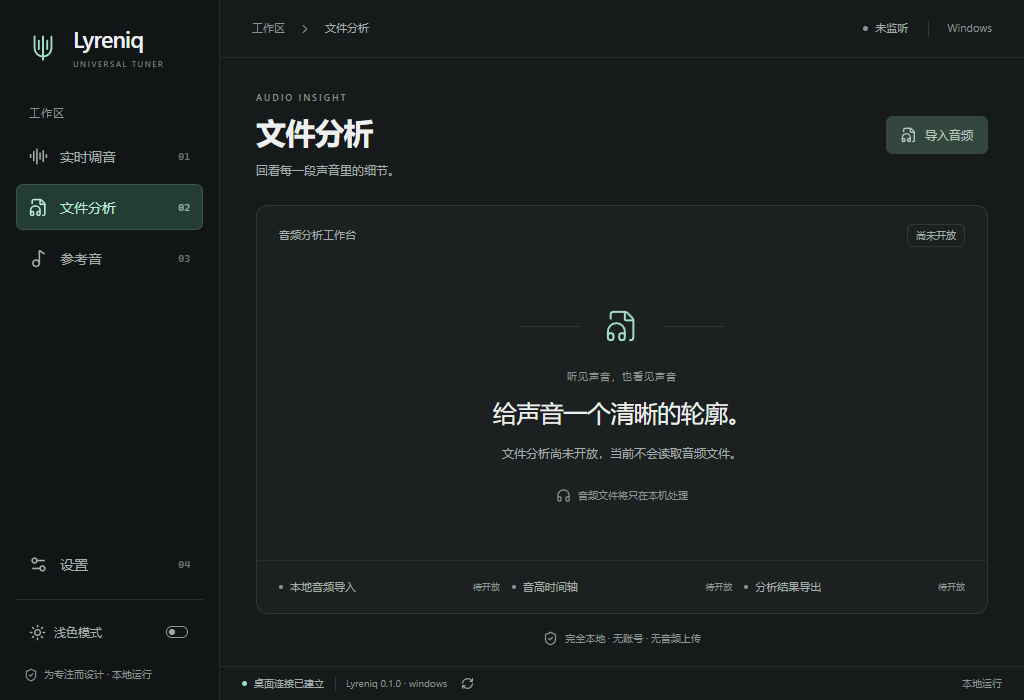 Lyreniq
UNIVERSAL TUNER
工作区
实时调音 01
文件分析 02
参考音 03
设置 04
浅色模式
为专注而设计 · 本地运行
工作区 > 文件分析
未监听
Windows
AUDIO INSIGHT
文件分析
回看每一段声音里的细节。
导入音频
音频分析工作台
尚未开放
听见声音，也看见声音
给声音一个清晰的轮廓。
文件分析尚未开放，当前不会读取音频文件。
音频文件将只在本机处理
本地音频导入 待开放
音高时间轴 待开放
分析结果导出 待开放
完全本地 · 无账号 · 无音频上传
桌面连接已建立
Lyreniq 0.1.0 · windows
本地运行